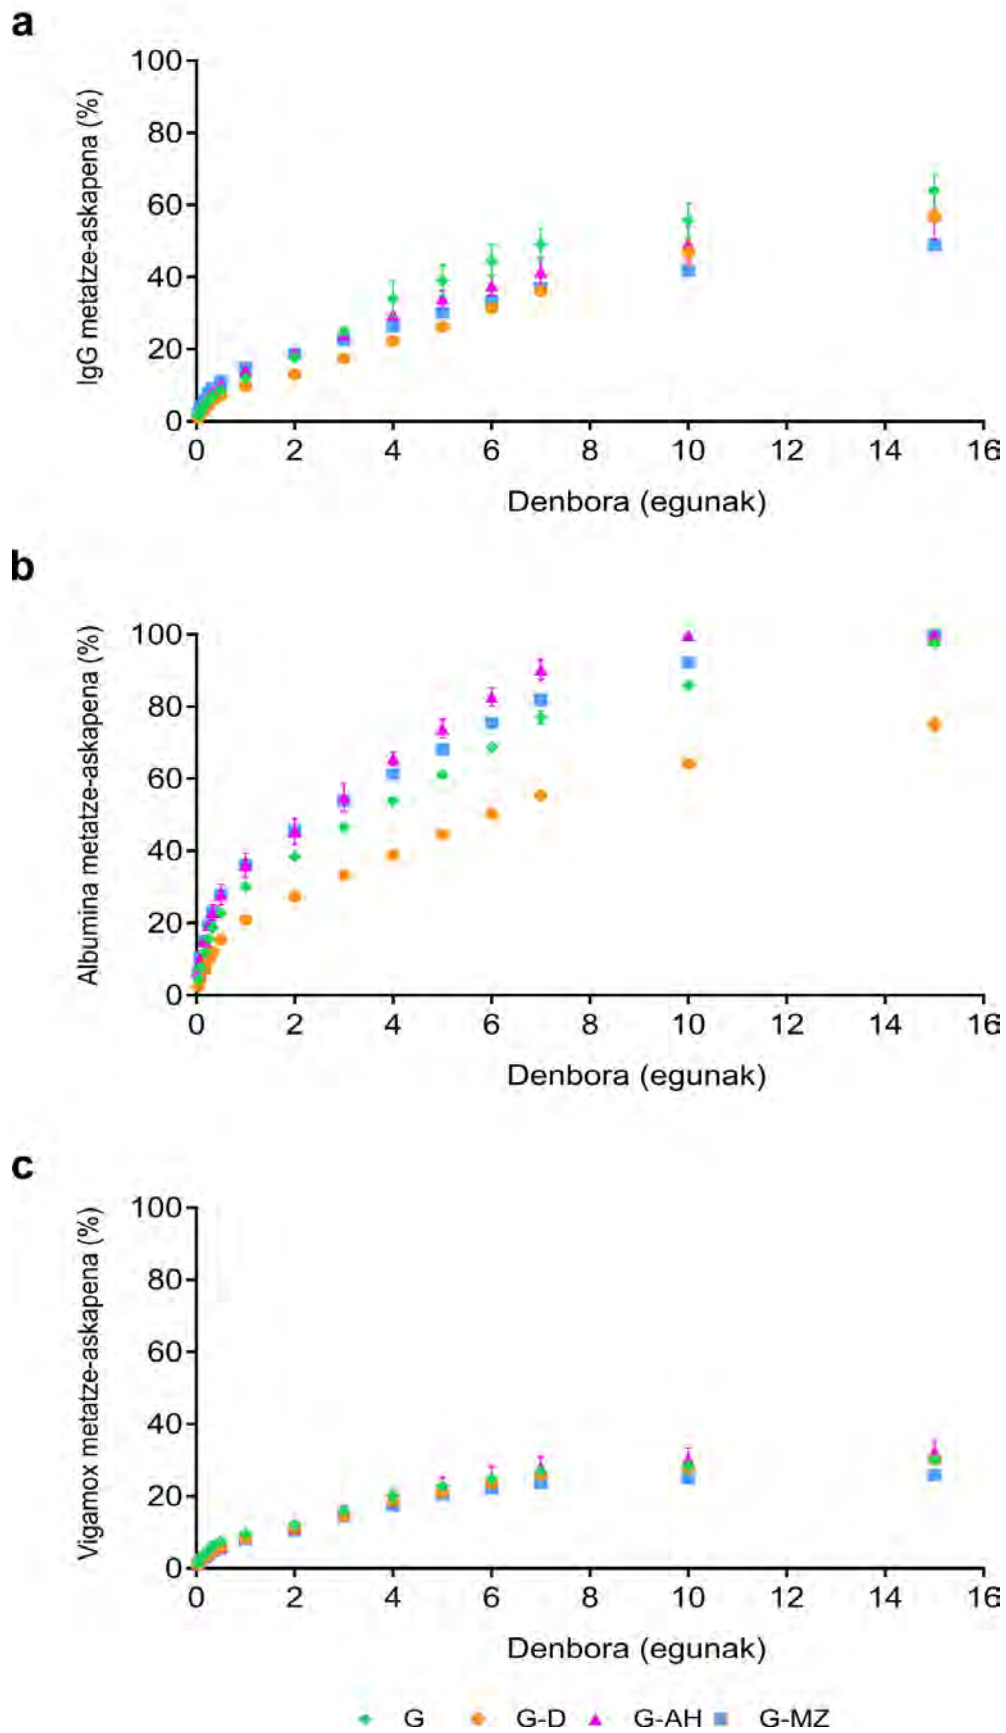 a
IgG metatze-askapena (%)
100
80
60
40
20
0
0 2 4 6 8 10 12 14 16
Denbora (egunak)
b
Albumina metatze-askapena (%)
100
80
60
40
20
0
0 2 4 6 8 10 12 14 16
Denbora (egunak)
c
Vigamox metatze-askapena (%)
100
80
60
40
20
0
0 2 4 6 8 10 12 14 16
Denbora (egunak)
G G-D G-AH G-MZ